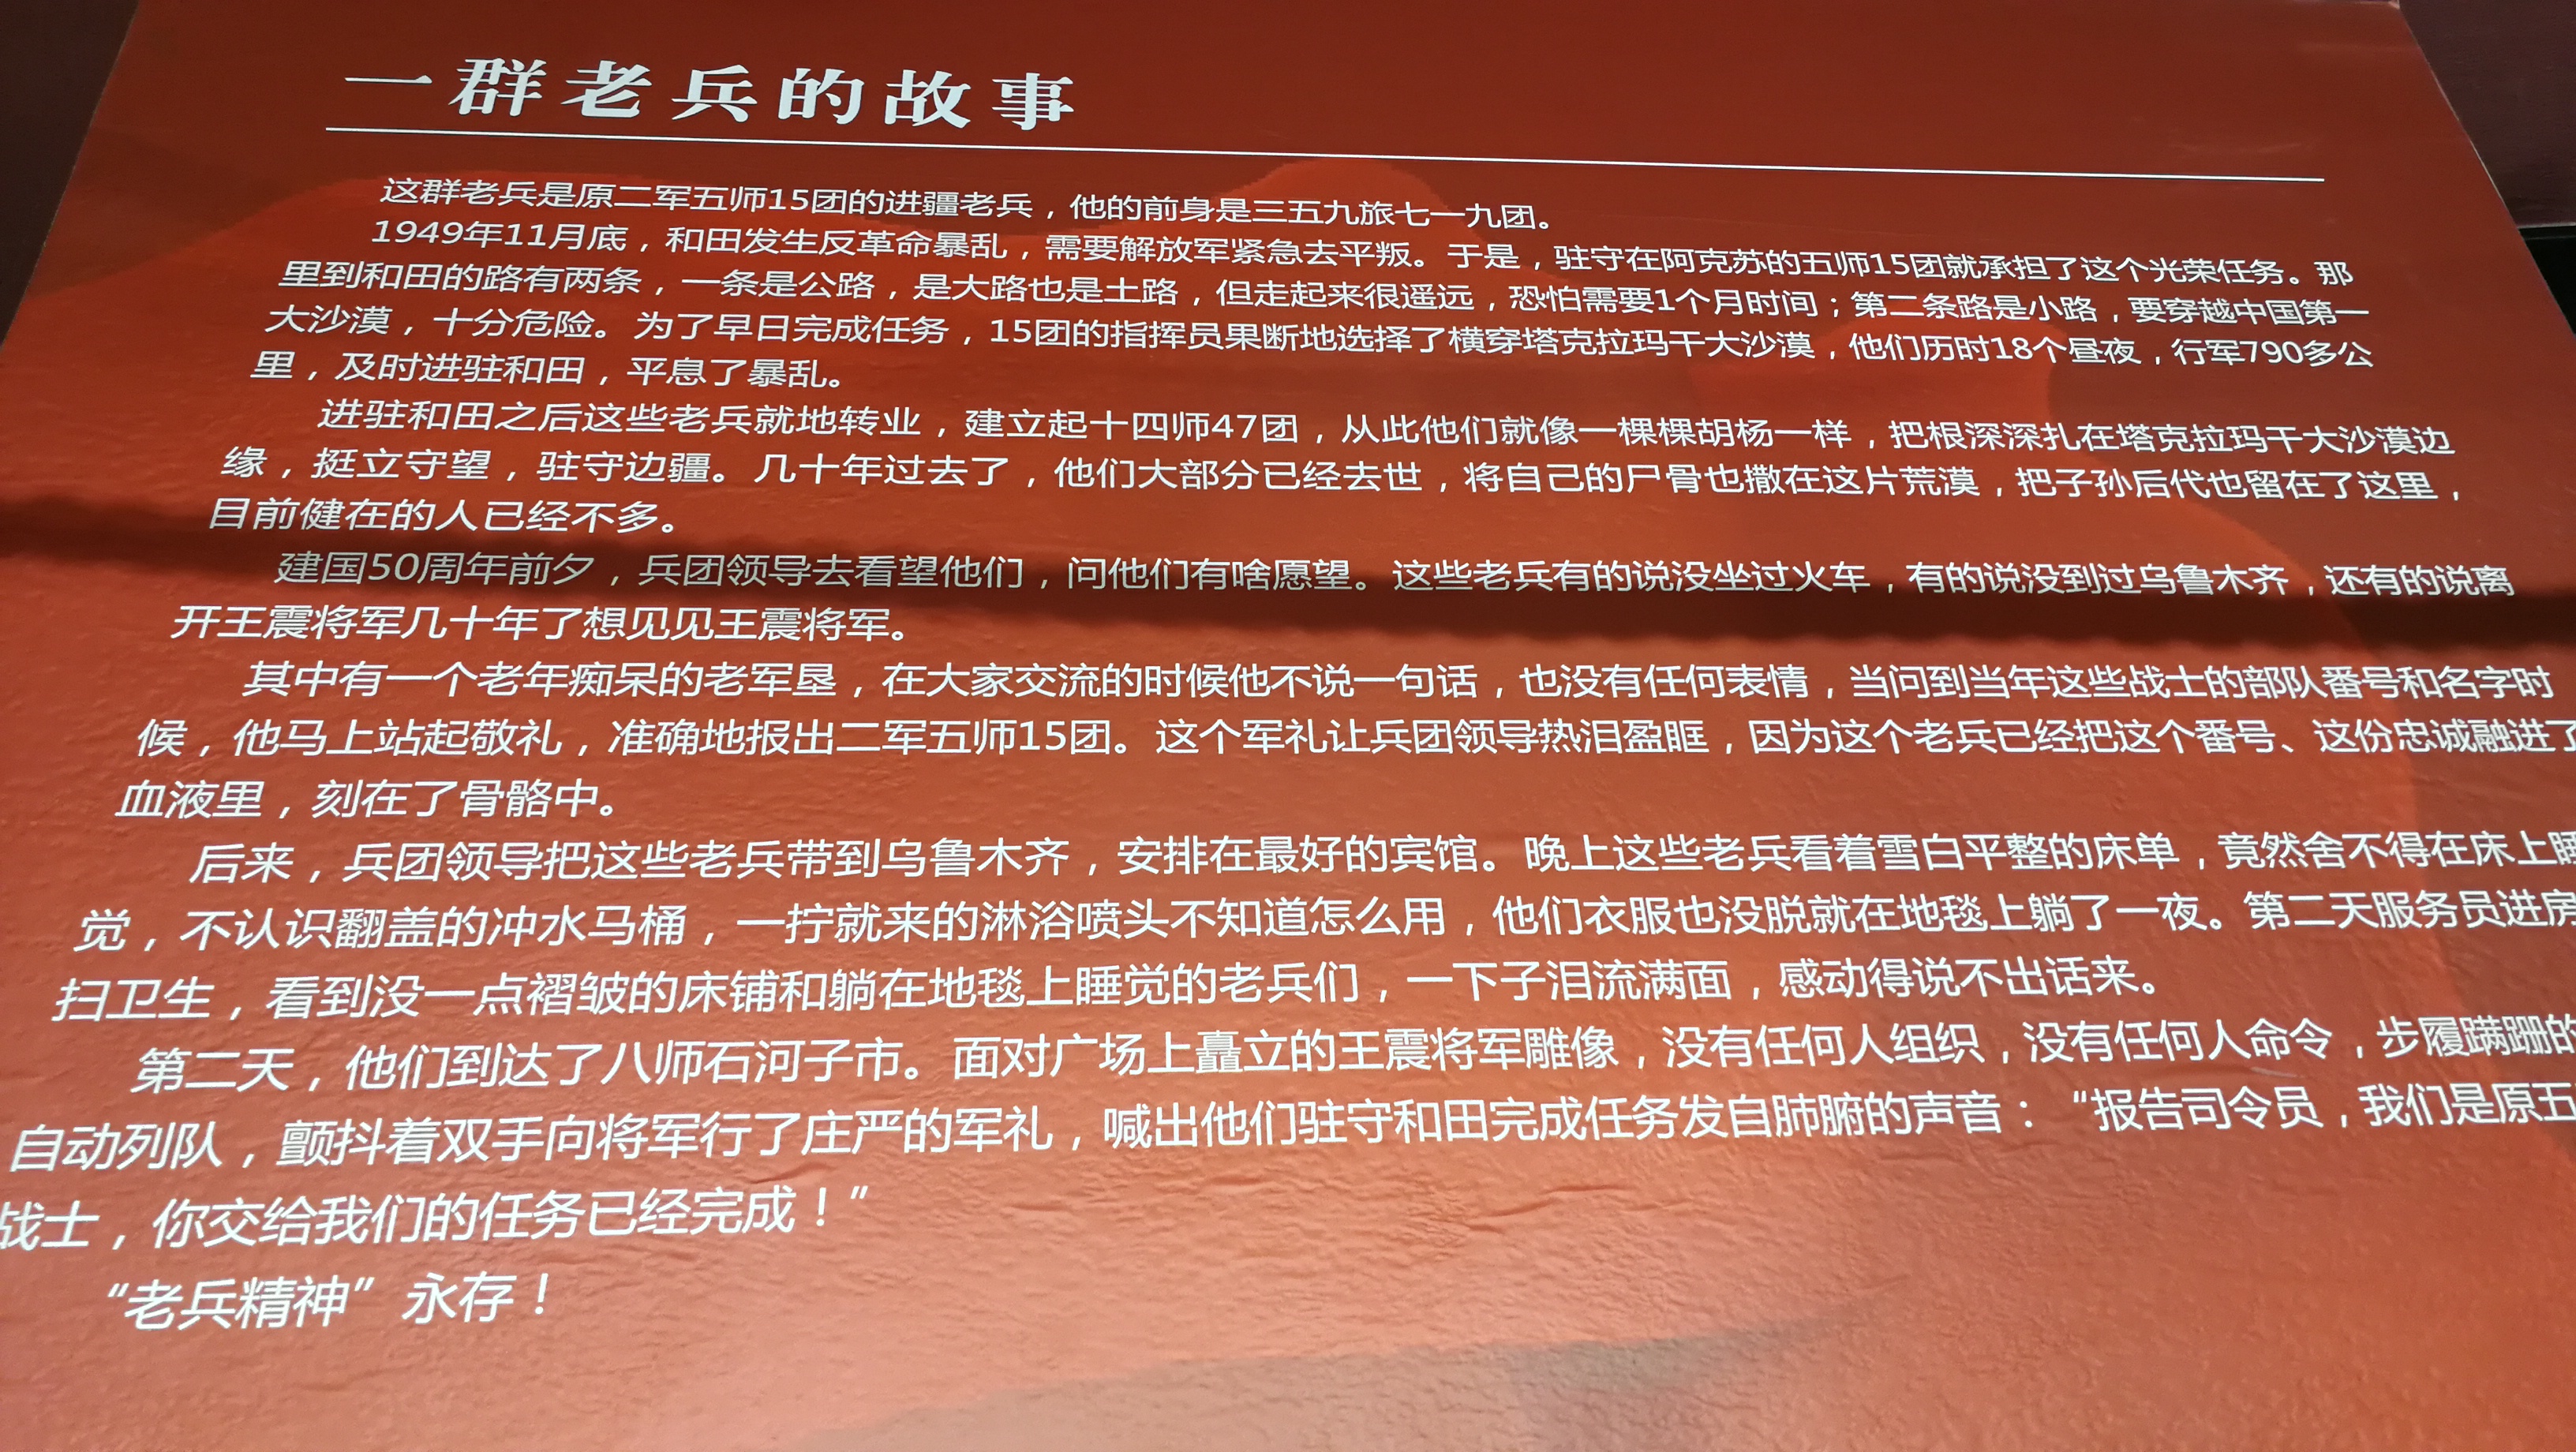 一群老兵的故事
这群老兵是原二军五师15团的进疆老兵，他的前身是三五九旅七一九团。
1949年11月底，和田发生反革命暴乱，需要解放军紧急去平叛。于是，驻守在阿克苏的五师15团就承担了这个光荣任务。那
里到和田的路有两条，一条是公路，是大路也是土路，但走起来很遥远，恐怕需要1个月时间；第二条路是小路，要穿越中国第一
大沙漠，十分危险。为了早日完成任务，15团的指挥员果断地选择了横穿塔克拉玛干大沙漠，他们历时18个昼夜，行军790多公
里，及时进驻和田，平息了暴乱。
进驻和田之后这些老兵就地转业，建立起十四师47团，从此他们就像一棵棵胡杨一样，把根深深扎在塔克拉玛干大沙漠边
缘，挺立守望，驻守边疆。几十年过去了，他们大部分已经去世，将自己的尸骨也撒在这片荒漠，把子孙后代也留在了这里，
目前健在的人已经不多。
建国50周年前夕，兵团领导去看望他们，问他们有啥愿望。这些老兵有的说没坐过火车，有的说没到过乌鲁木齐，还有的说离
开王震将军几十年了想见见王震将军。
其中有一个老年痴呆的老军垦，在大家交流的时候他不说一句话，也没有任何表情，当问到当年这些战士的部队番号和名字时
候，他马上站起敬礼，准确地报出二军五师15团。这个军礼让兵团领导热泪盈眶，因为这个老兵已经把这个番号、这份忠诚融进了
血液里，刻在了骨骼中。
后来，兵团领导把这些老兵带到乌鲁木齐，安排在最好的宾馆。晚上这些老兵看着雪白平整的床单，竟然舍不得在床上睡
觉，不认识翻盖的冲水马桶，一拧就来的淋浴喷头不知道怎么用，他们衣服也没脱就在地毯上躺了一夜。第二天服务员进房
扫卫生，看到没一点褶皱的床铺和躺在地毯上睡觉的老兵们，一下子泪流满面，感动得说不出话来。
第二天，他们到达了八师石河子市。面对广场上矗立的王震将军雕像，没有任何人组织，没有任何人命令，步履蹒跚的
自动列队，颤抖着双手向将军行了庄严的军礼，喊出他们驻守和田完成任务发自肺腑的声音：“报告司令员，我们是原五
战士，你交给我们的任务已经完成！”
“老兵精神”永存！